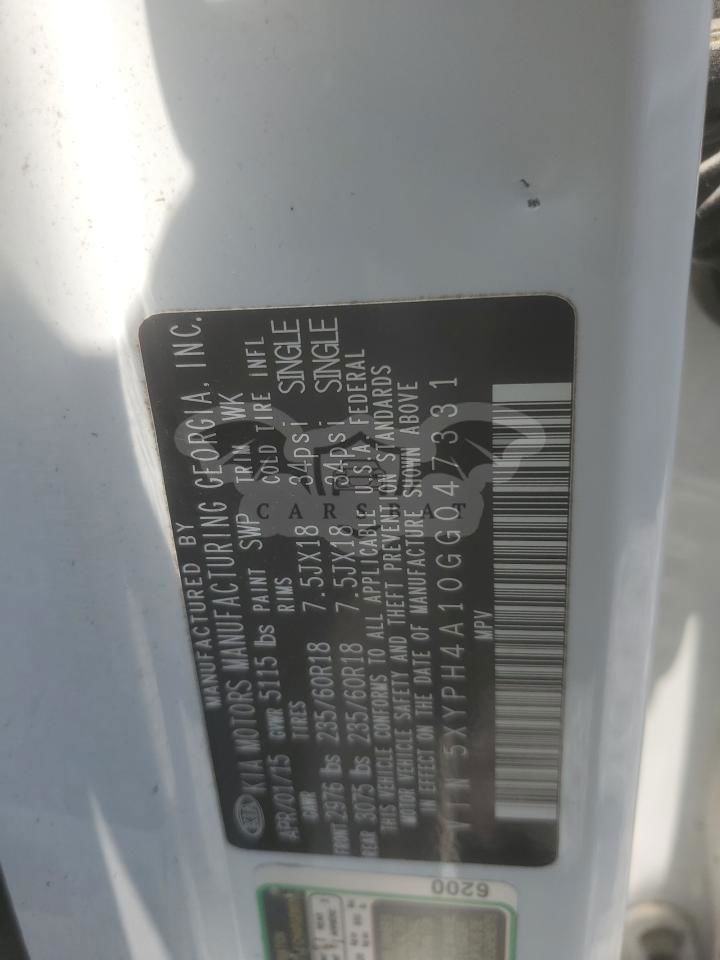 MANUFACTURED BY
KIA KIA MOTORS MANUFACTURING GEORGIA, INC.
APR/01/15 GVWR 5115 lbs PAINT SWP TRIM WK
GAWR TIRES RIMS COLD TIRE INFL
FRONT 2976 lbs 235/60R18 7.5JX18 34psi SINGLE
REAR 3075 lbs 235/60R18 7.5JX18 34psi SINGLE
THIS VEHICLE CONFORMS TO ALL APPLICABLE U.S.A FEDERAL
MOTOR VEHICLE SAFETY AND THEFT PREVENTION STANDARDS
IN EFFECT ON THE DATE OF MANUFACTURE SHOWN ABOVE
VIN 5XYPH4A10GG047331
MPV
CARSBAT
6200